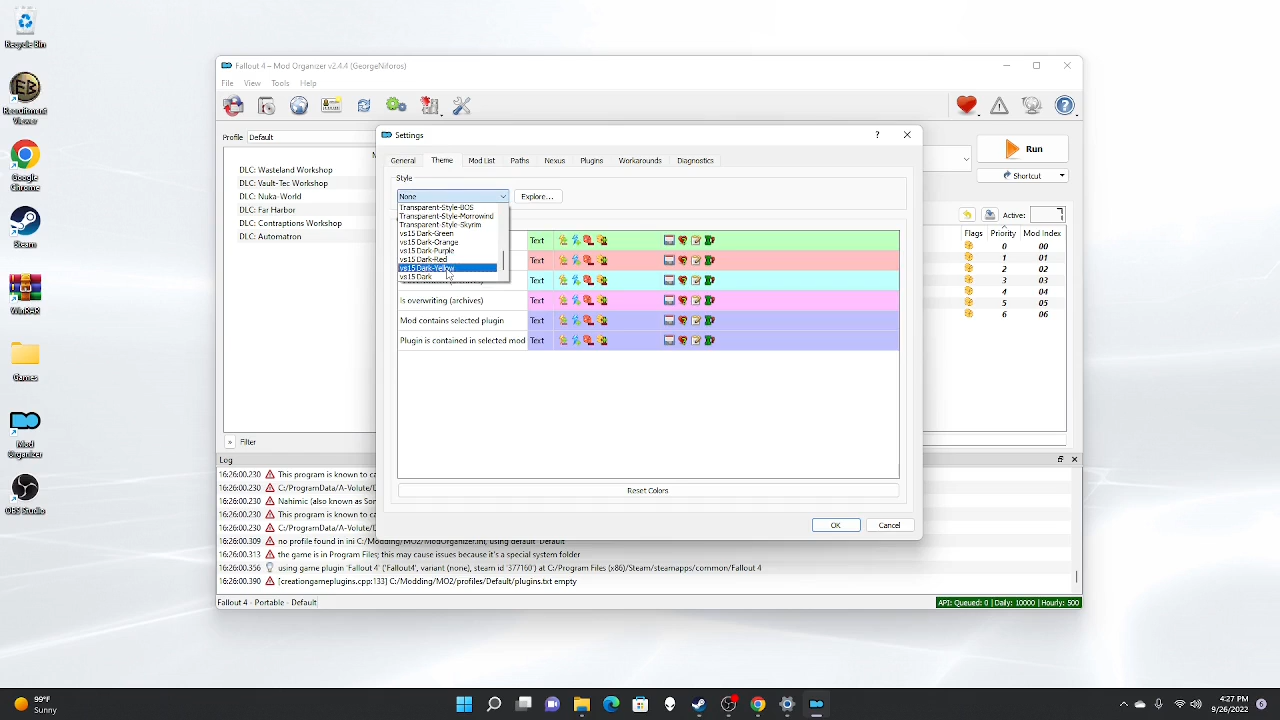 Recycle Bin
Recruitment
Viewer
Google
Chrome
Steam
WinRAR
Games
Mod
Organizer
OBS Studio
Fallout 4 – Mod Organizer v2.4.4 (GeorgeNiforos)
File View Tools Help
Profile Default
DLC: Wasteland Workshop
DLC: Vault-Tec Workshop
DLC: Nuka-World
DLC: Far Harbor
DLC: Contraptions Workshop
DLC: Automatron
» Filter
Run
Shortcut
Active: 7
Flags Priority Mod Index
0 00
1 01
2 02
3 03
4 04
5 05
6 06
Settings
? ×
General Theme Mod List Paths Nexus Plugins Workarounds Diagnostics
Style
None Explore...
Transparent-Style-BOS
Transparent-Style-Morrowind
Transparent-Style-Skyrim
vs15 Dark-Green
vs15 Dark-Orange
vs15 Dark-Purple
vs15 Dark-Red
vs15 Dark-Yellow
vs15 Dark
Text
Text
Text
Is overwriting (archives) Text
Mod contains selected plugin Text
Plugin is contained in selected mod Text
Reset Colors
OK Cancel
Log
16:26:00.230 This program is known to ca
16:26:00.230 C:/ProgramData/A-Volute/D
16:26:00.230 Nahimic (also known as Son
16:26:00.230 This program is known to ca
16:26:00.230 C:/ProgramData/A-Volute/D
16:26:00.309 no profile found in ini C:/Modding/MO2/ModOrganizer.ini, using default 'Default'
16:26:00.313 the game is in Program Files; this may cause issues because it's a special system folder
16:26:00.356 using game plugin 'Fallout 4' ('Fallout4', variant (none), steam id '377160') at C:/Program Files (x86)/Steam/steamapps/common/Fallout 4
16:26:00.390 [creationgameplugins.cpp:133] C:/Modding/MO2/profiles/Default/plugins.txt empty
Fallout 4 - Portable - Default
API: Queued: 0 | Daily: 10000 | Hourly: 500
99°F
Sunny
4:27 PM
9/26/2022